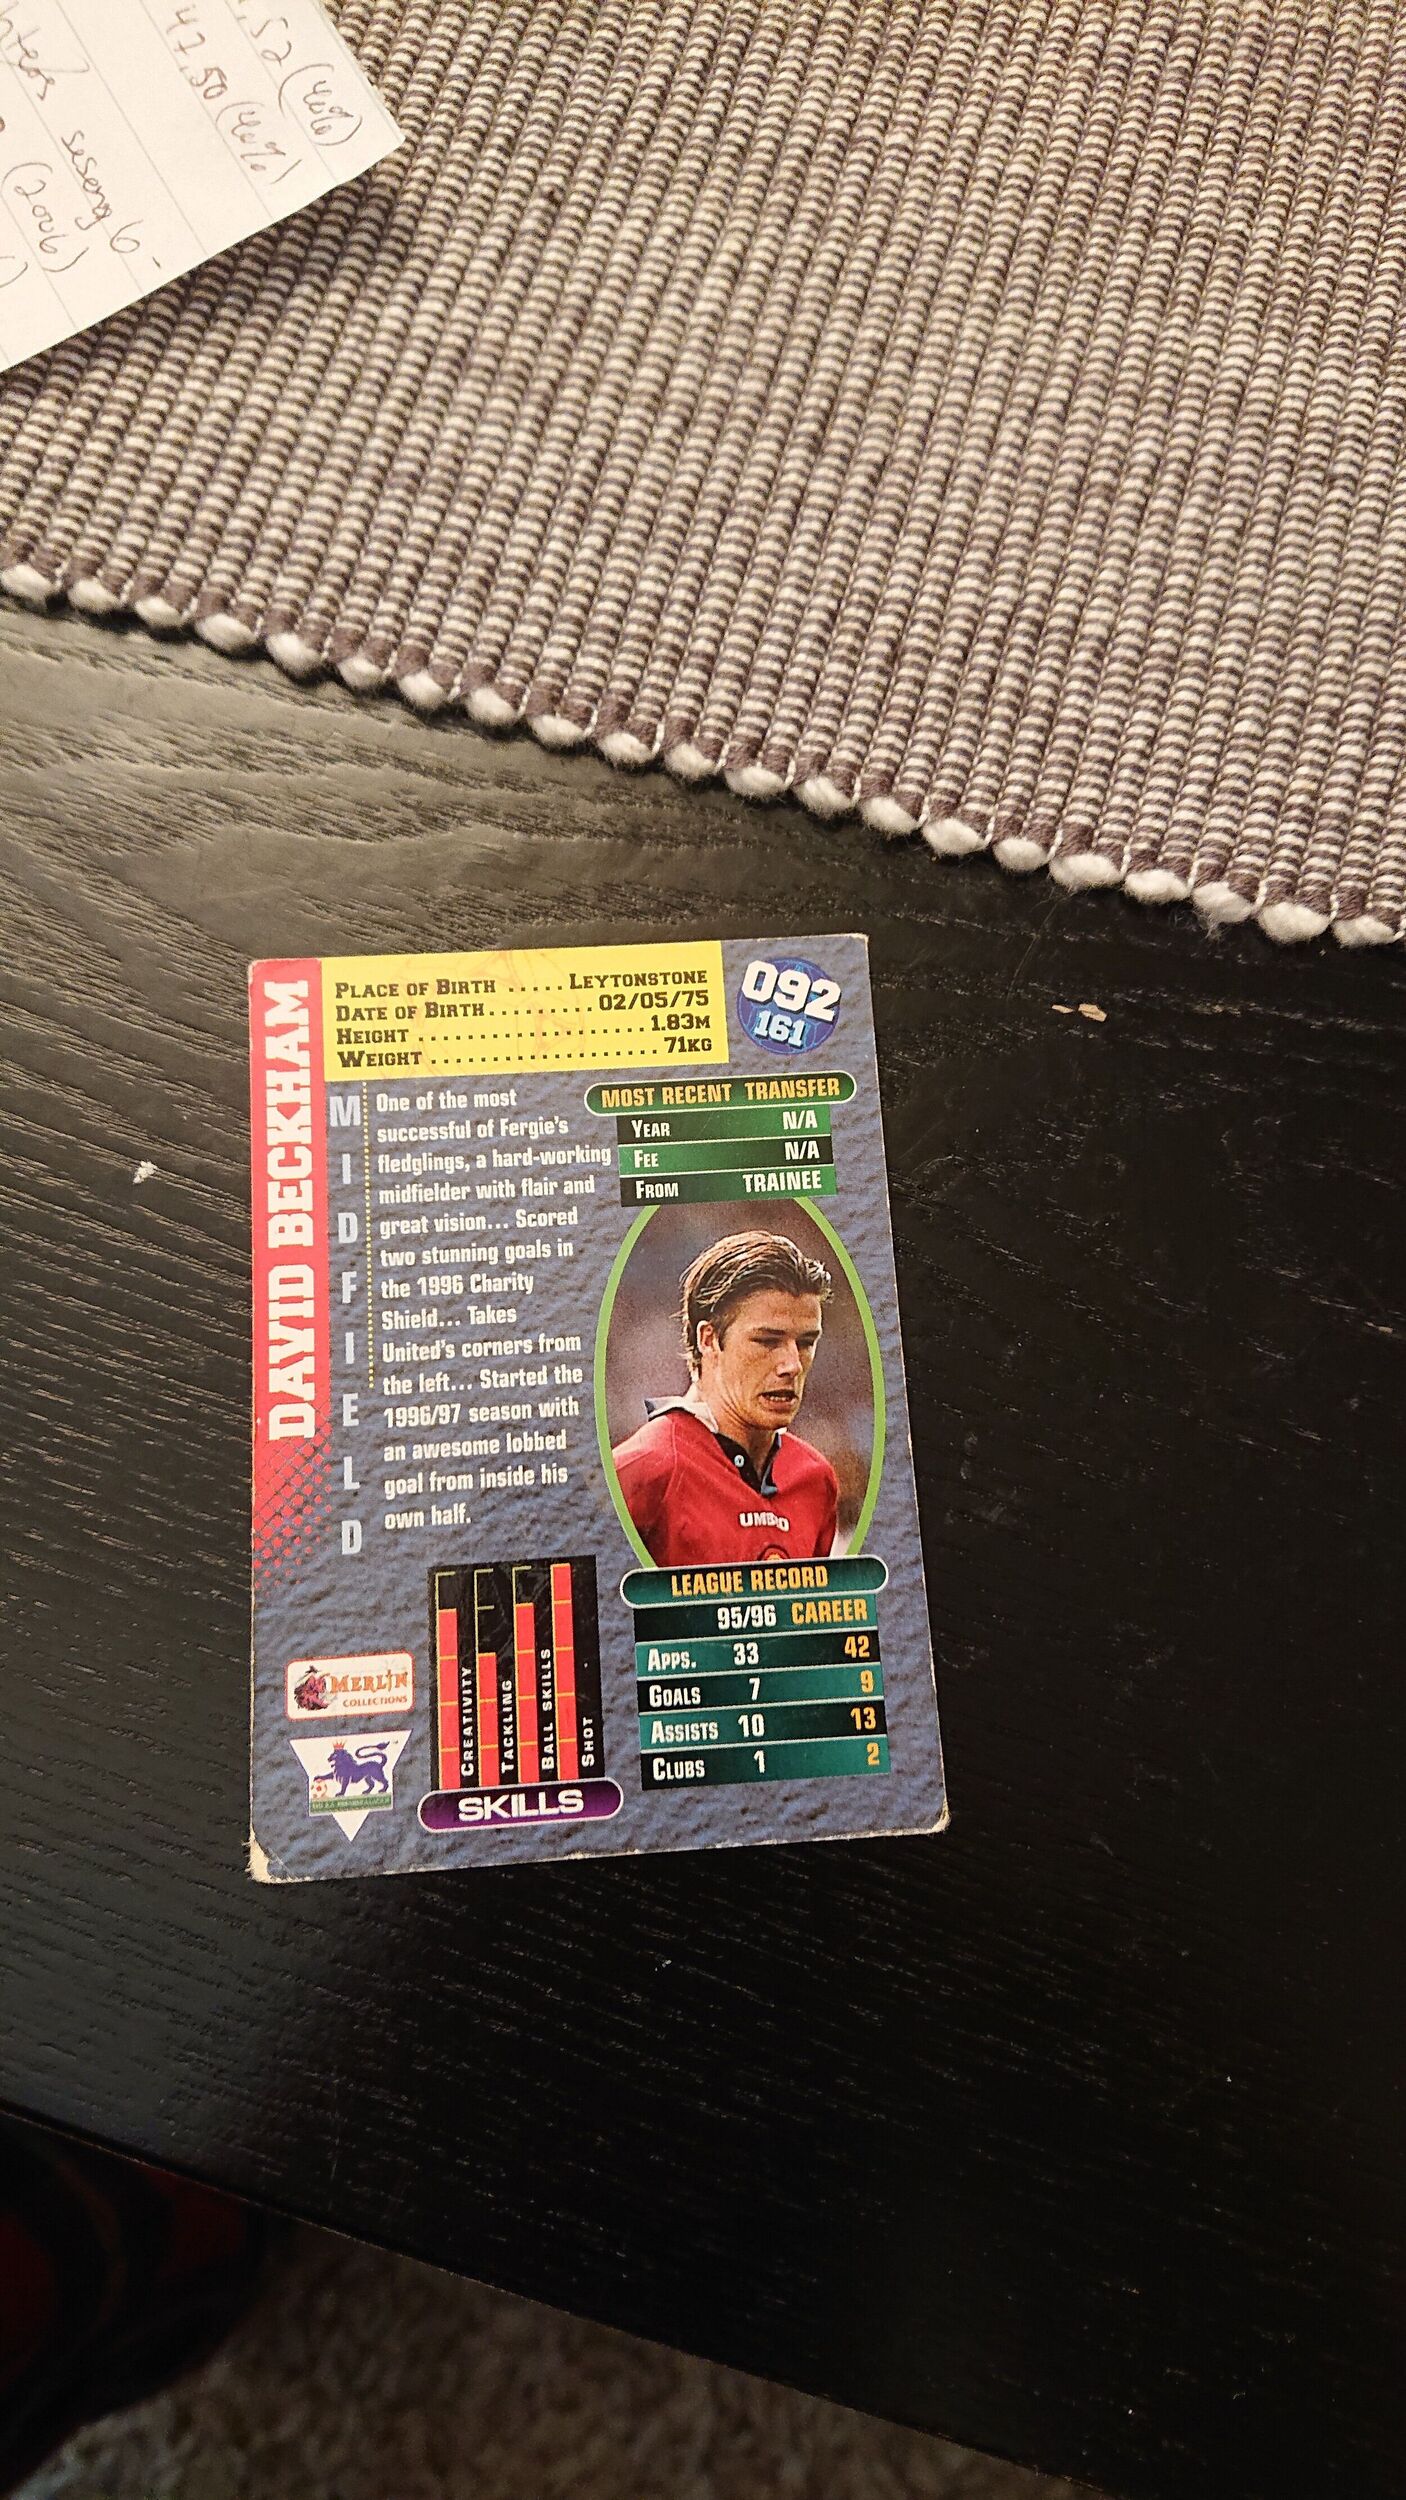 ,52 (46%)
47,50 (46%)
(2006)
DAVID BECKHAM
PLACE OF BIRTH ..... LEYTONSTONE
DATE OF BIRTH ......... 02/05/75
HEIGHT .................... 1.83M
WEIGHT .................... 71KG
092
161
MIDFIELD
One of the most
successful of Fergie's
fledglings, a hard-working
midfielder with flair and
great vision... Scored
two stunning goals in
the 1996 Charity
Shield... Takes
United's corners from
the left... Started the
1996/97 season with
an awesome lobbed
goal from inside his
own half.
MOST RECENT TRANSFER
YEAR N/A
FEE N/A
FROM TRAINEE
UMBRO
LEAGUE RECORD
95/96 CAREER
APPS. 33 42
GOALS 7 9
ASSISTS 10 13
CLUBS 1 2
MERLIN
COLLECTIONS
CREATIVITY
TACKLING
BALL SKILLS
SHOT
SKILLS